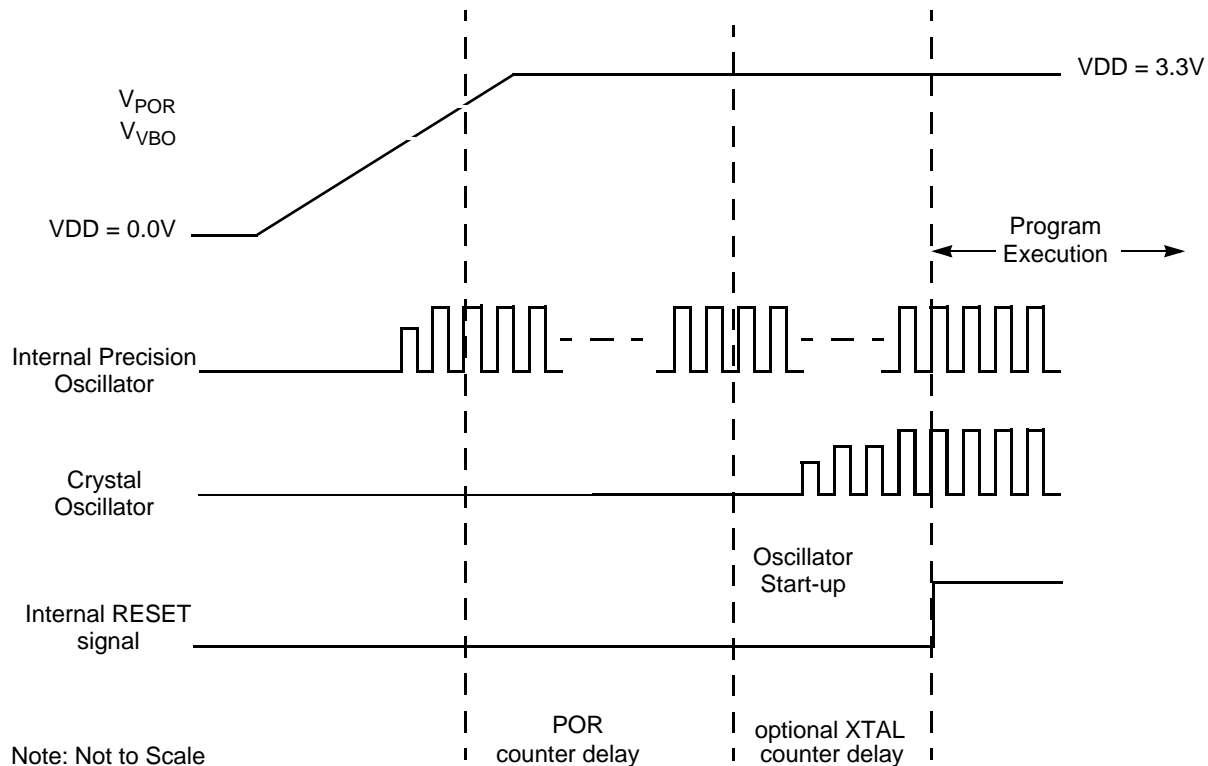 VDD = 3.3V
VPOR
VVBO
VDD = 0.0V
Program
Execution
Internal Precision
Oscillator
Crystal
Oscillator
Oscillator
Start-up
Internal RESET
signal
POR
counter delay
optional XTAL
counter delay
Note: Not to Scale